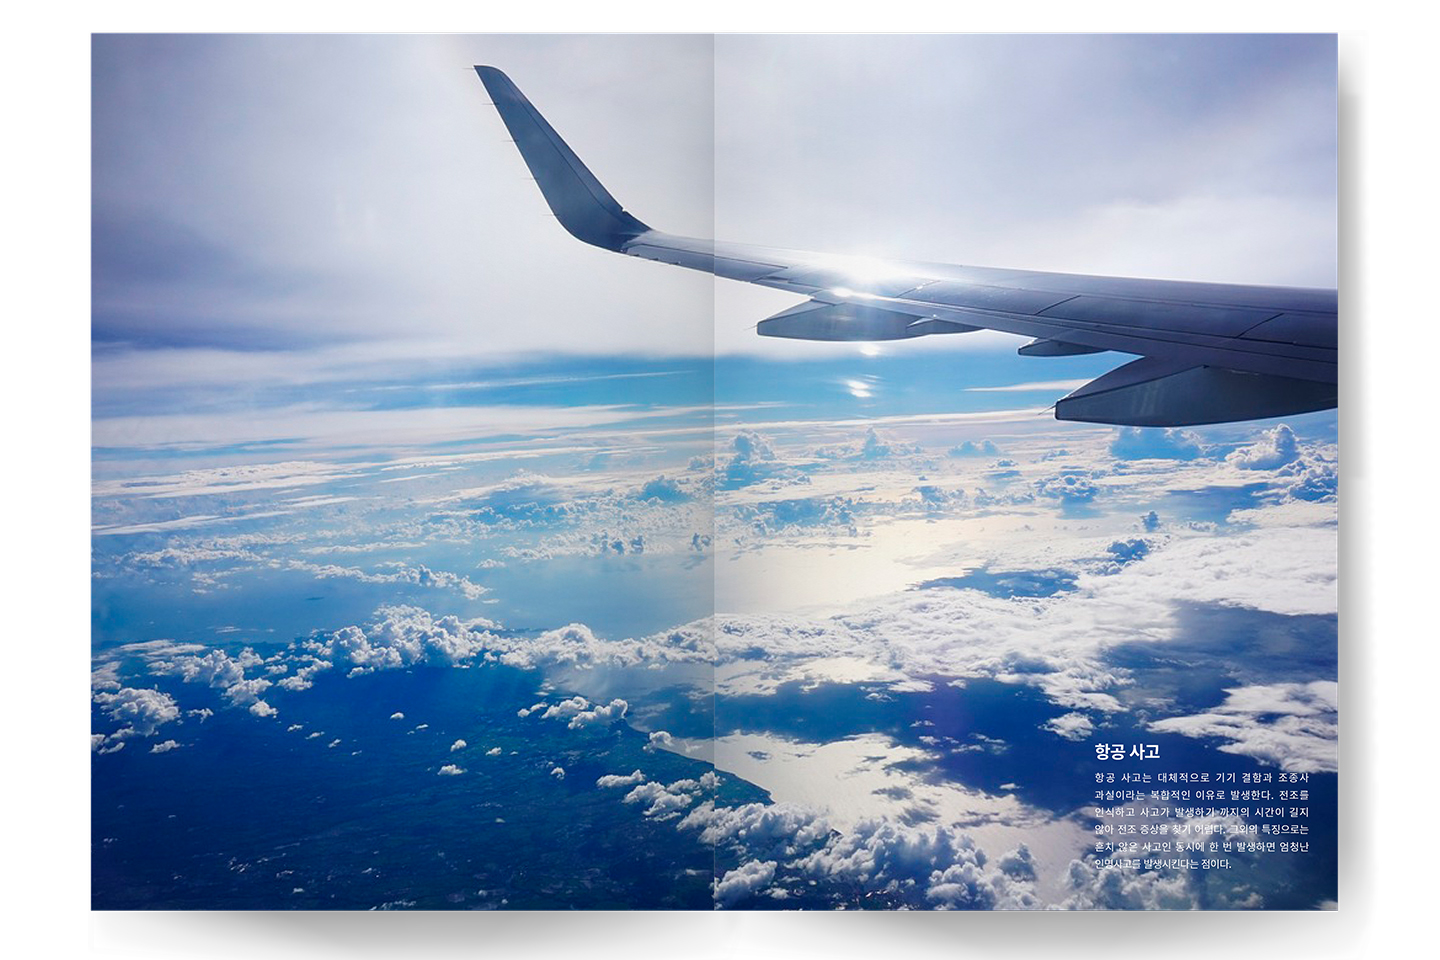 항공 사고
항공 사고는 대체적으로 기기 결함과 조종사
과실이라는 복합적인 이유로 발생한다. 전조를
인식하고 사고가 발생하기 까지의 시간이 길지
않아 전조 증상을 찾기 어렵다. 그외의 특징으로는
흔치 않은 사고인 동시에 한 번 발생하면 엄청난
인명사고를 발생시킨다는 점이다.